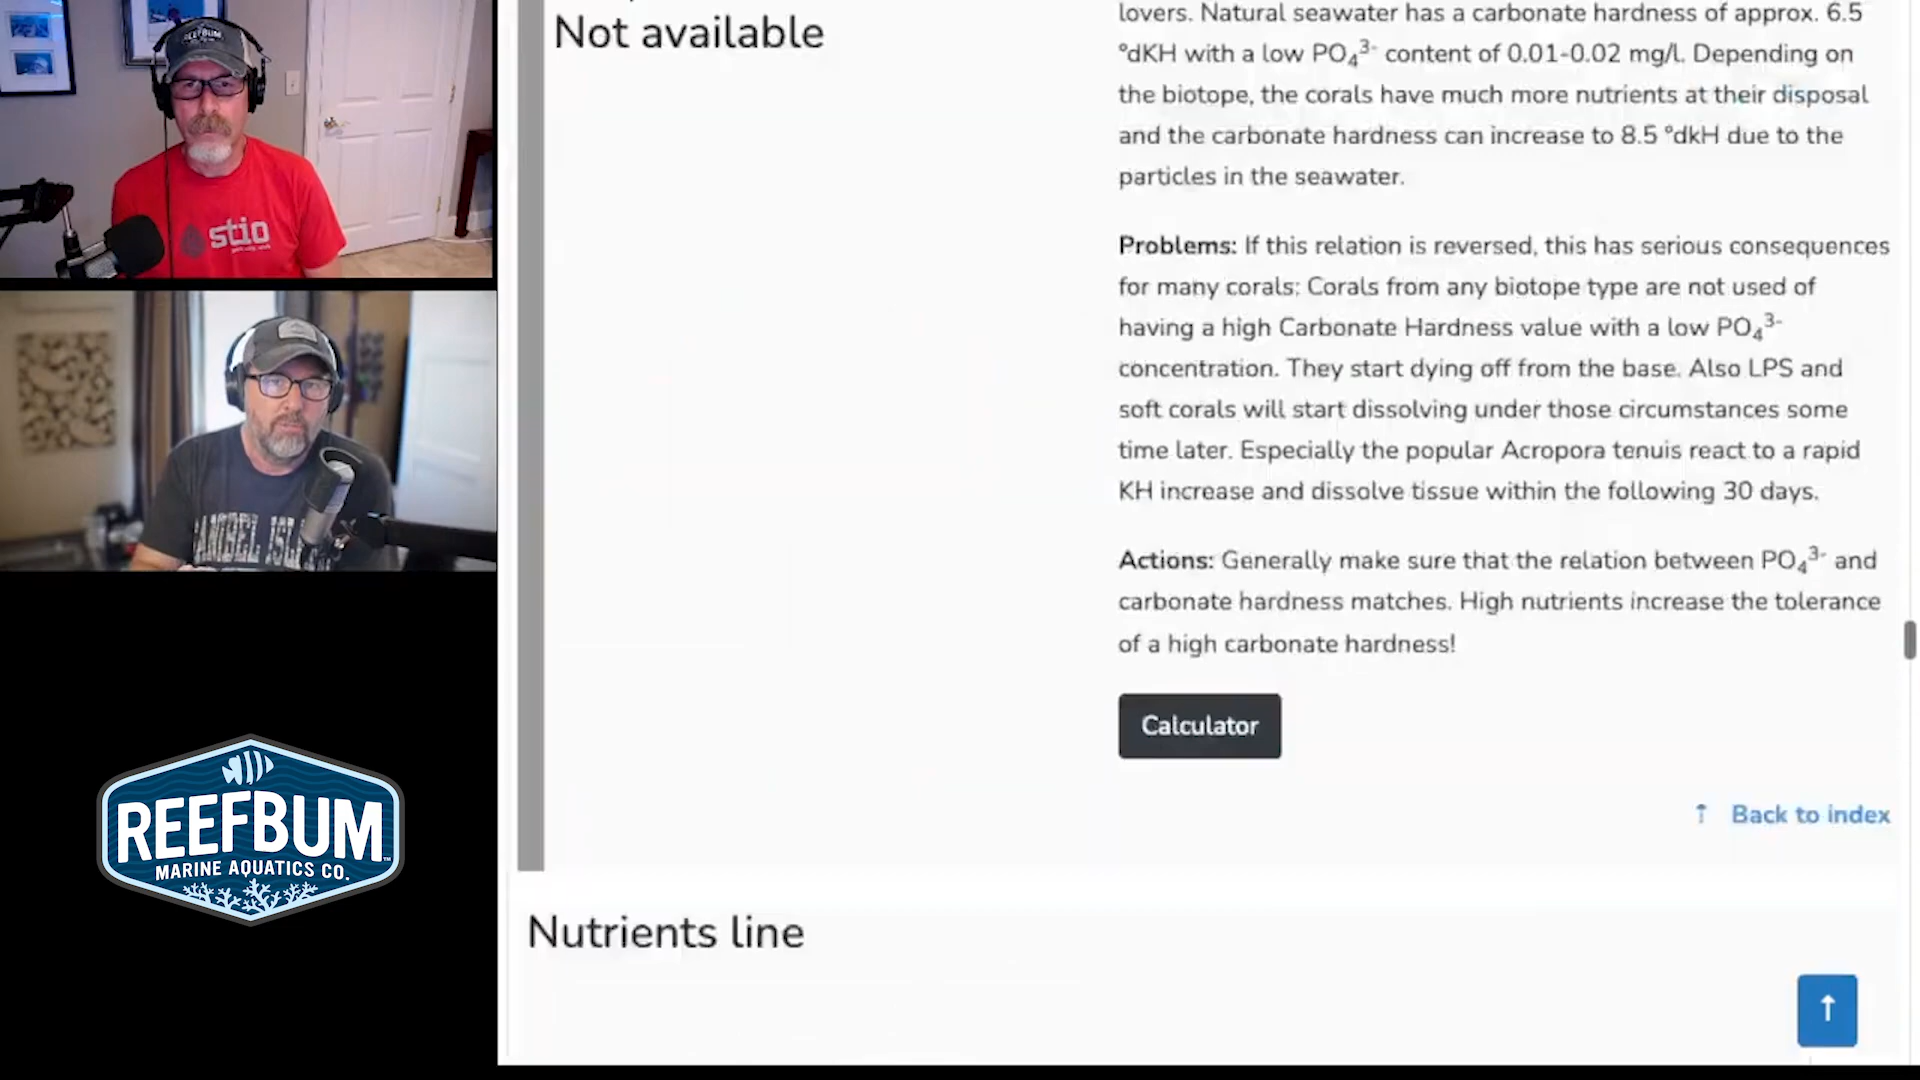 REEFBUM
stio
ANGEL ISL
REEFBUM
MARINE AQUATICS CO.
Not available
lovers. Natural seawater has a carbonate hardness of approx. 6.5
°dKH with a low PO₄³⁻ content of 0.01-0.02 mg/l. Depending on
the biotope, the corals have much more nutrients at their disposal
and the carbonate hardness can increase to 8.5 °dkH due to the
particles in the seawater.
Problems: If this relation is reversed, this has serious consequences
for many corals: Corals from any biotope type are not used of
having a high Carbonate Hardness value with a low PO₄³⁻
concentration. They start dying off from the base. Also LPS and
soft corals will start dissolving under those circumstances some
time later. Especially the popular Acropora tenuis react to a rapid
KH increase and dissolve tissue within the following 30 days.
Actions: Generally make sure that the relation between PO₄³⁻ and
carbonate hardness matches. High nutrients increase the tolerance
of a high carbonate hardness!
Calculator
↑ Back to index
Nutrients line
↑